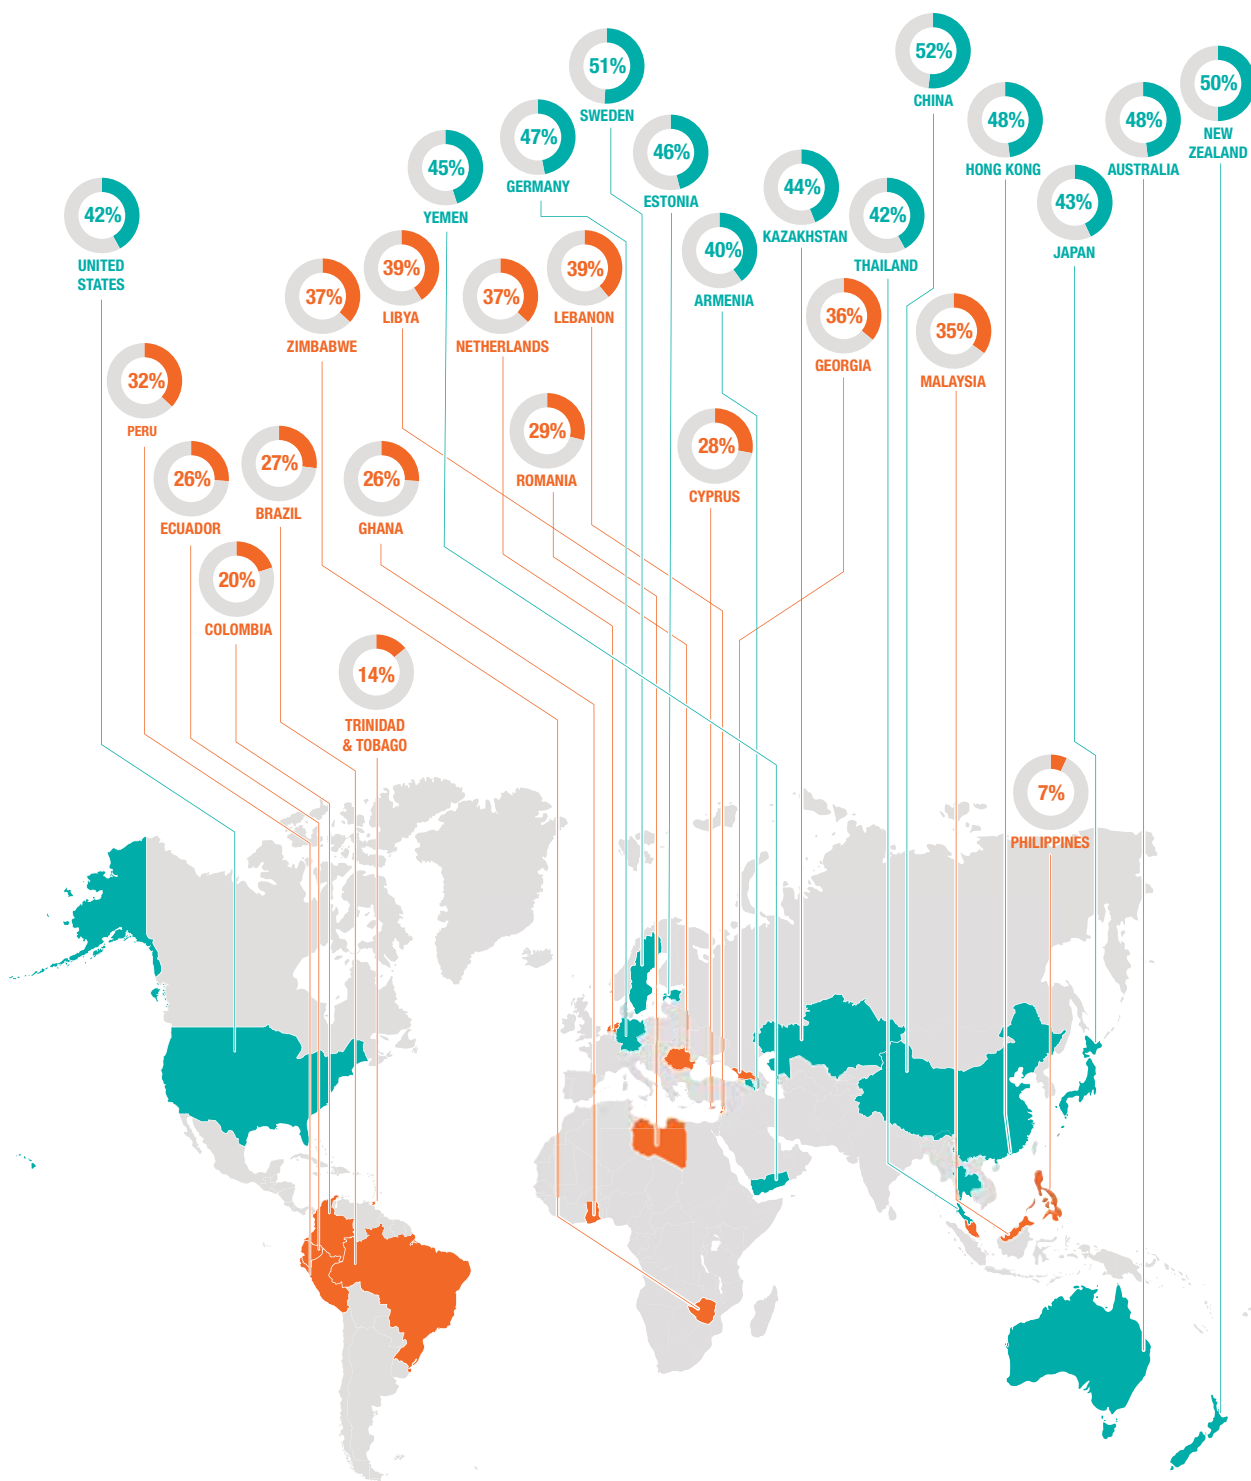 52%
CHINA
51%
SWEDEN
50%
NEW
ZEALAND
48%
HONG KONG
48%
AUSTRALIA
47%
GERMANY
46%
ESTONIA
45%
YEMEN
44%
KAZAKHSTAN
43%
JAPAN
42%
UNITED
STATES
42%
THAILAND
40%
ARMENIA
39%
LIBYA
39%
LEBANON
37%
ZIMBABWE
37%
NETHERLANDS
36%
GEORGIA
35%
MALAYSIA
32%
PERU
29%
ROMANIA
28%
CYPRUS
27%
BRAZIL
26%
ECUADOR
26%
GHANA
20%
COLOMBIA
14%
TRINIDAD
& TOBAGO
7%
PHILIPPINES